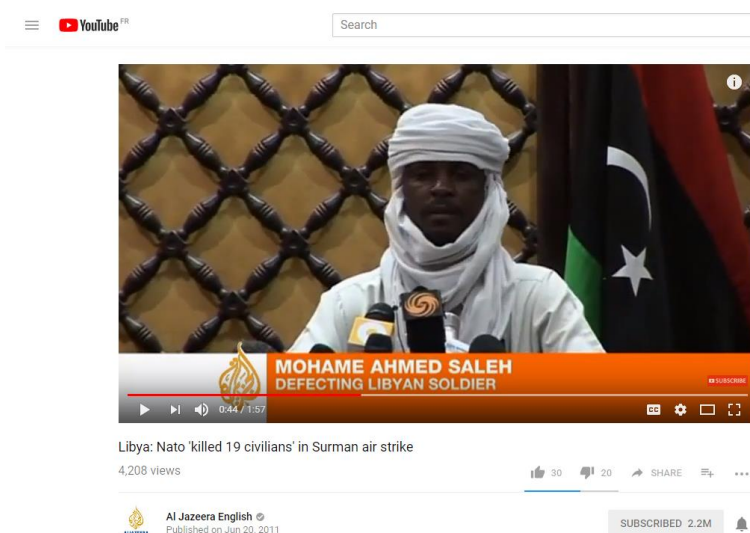 YouTube FR
Search
MOHAME AHMED SALEH
DEFECTING LIBYAN SOLDIER
SUBSCRIBE
0:44 / 1:57
CC
Libya: Nato 'killed 19 civilians' in Surman air strike
4,208 views
30
20
SHARE
Al Jazeera English
Published on Jun 20, 2011
SUBSCRIBED 2.2M